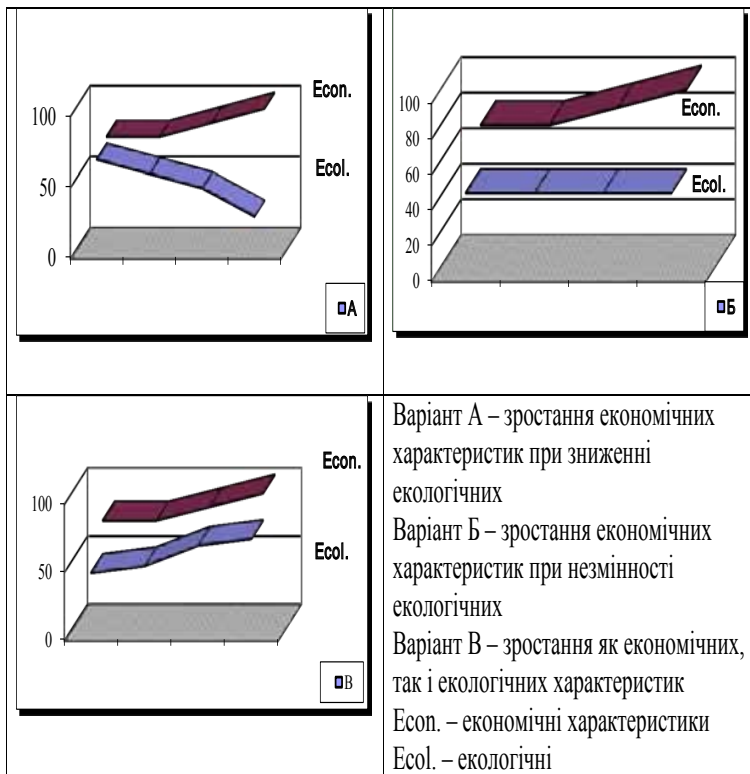 Econ.
100
Ecol.
50
0
А
100
Econ.
80
60
Ecol.
40
20
0
Б
Econ.
100
Ecol.
50
0
В
Варіант А – зростання економічних
характеристик при зниженні
екологічних
Варіант Б – зростання економічних
характеристик при незмінності
екологічних
Варіант В – зростання як економічних,
так і екологічних характеристик
Econ. – економічні характеристики
Ecol. – екологічні